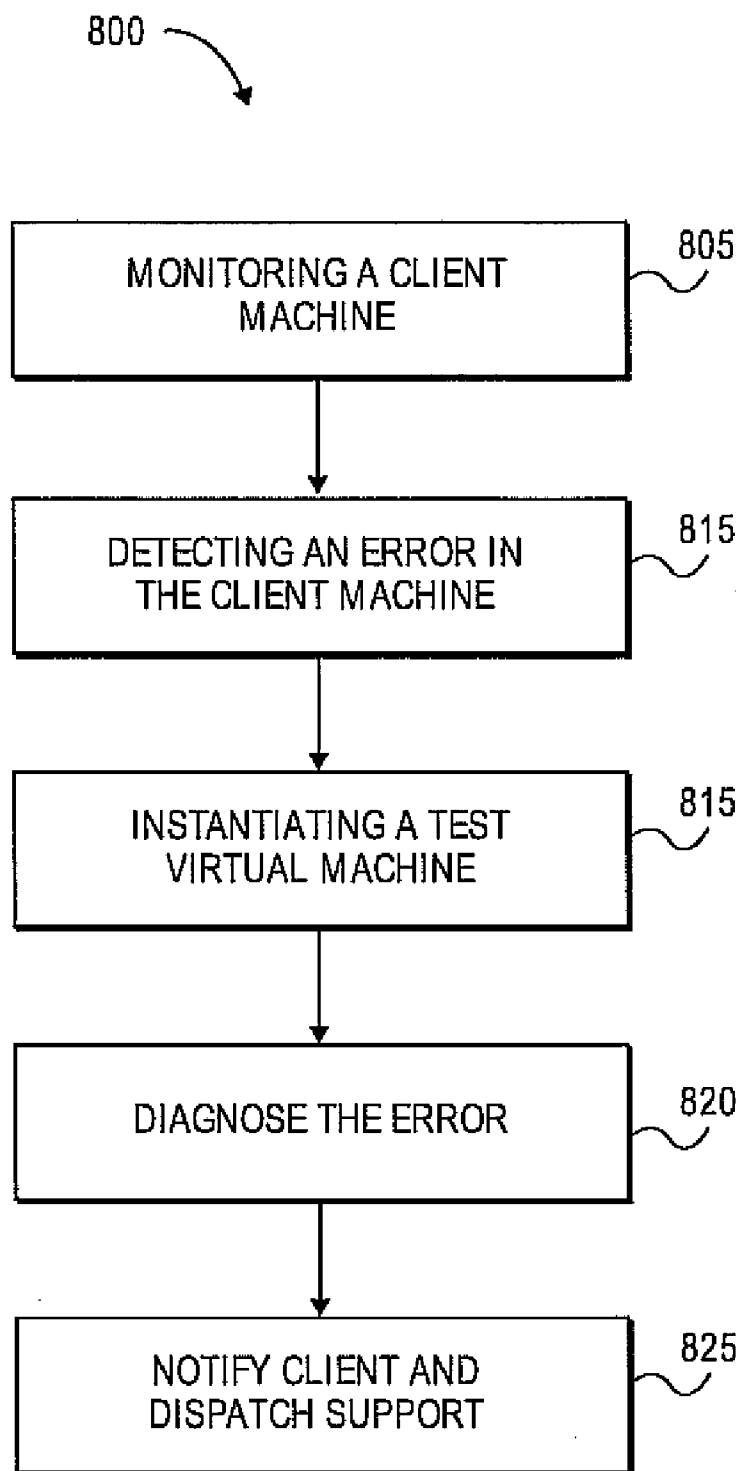 800
MONITORING A CLIENT
MACHINE
805
DETECTING AN ERROR IN
THE CLIENT MACHINE
815
INSTANTIATING A TEST
VIRTUAL MACHINE
815
DIAGNOSE THE ERROR
820
NOTIFY CLIENT AND
DISPATCH SUPPORT
825